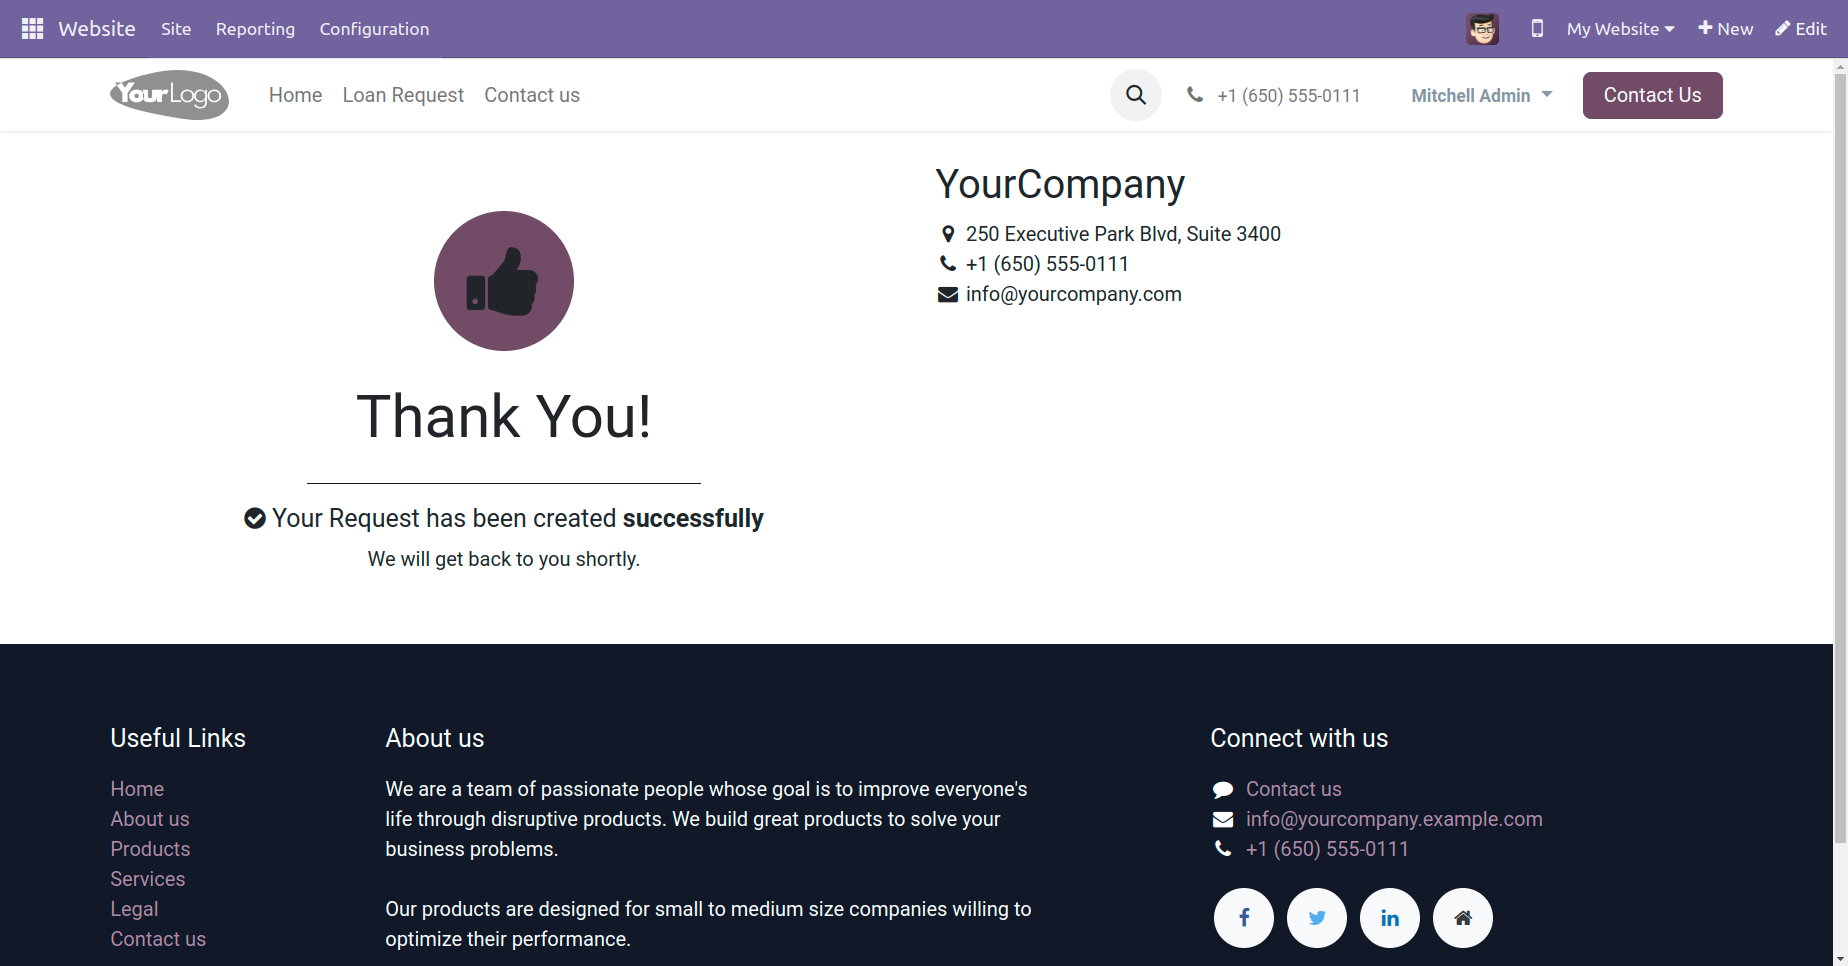 Website Site Reporting Configuration My Website New Edit
YourLogo Home Loan Request Contact us +1 (650) 555-0111 Mitchell Admin Contact Us
YourCompany
250 Executive Park Blvd, Suite 3400
+1 (650) 555-0111
info@yourcompany.com
Thank You!
Your Request has been created successfully
We will get back to you shortly.
Useful Links
Home
About us
Products
Services
Legal
Contact us
About us
We are a team of passionate people whose goal is to improve everyone's
life through disruptive products. We build great products to solve your
business problems.
Our products are designed for small to medium size companies willing to
optimize their performance.
Connect with us
Contact us
info@yourcompany.example.com
+1 (650) 555-0111